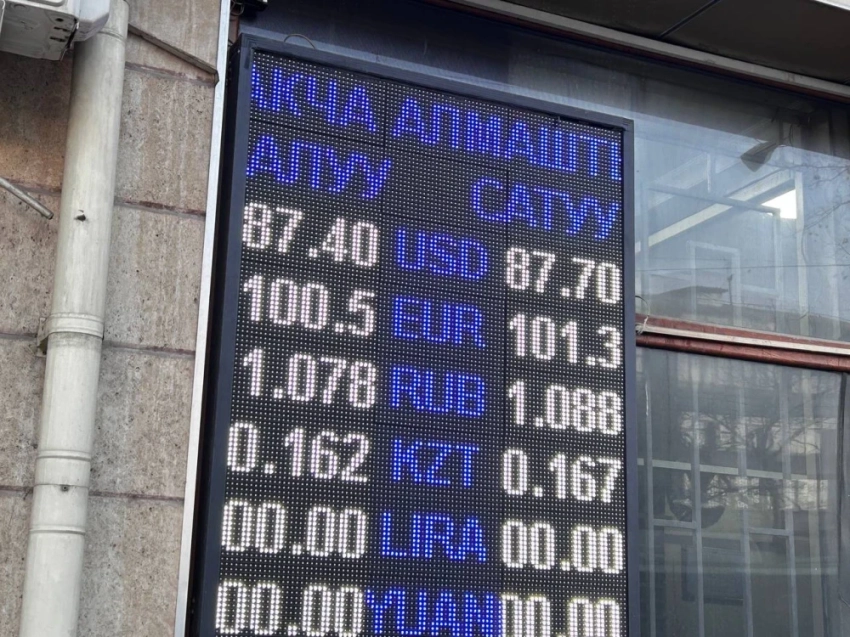 АКЧА АЛМАШТ
АЛУУ САТУУ
87.40 USD 87.70
100.5 EUR 101.3
1.078 RUB 1.088
0.162 KZT 0.167
00.00 LIRA 00.00
00.00 YUAN 00.00